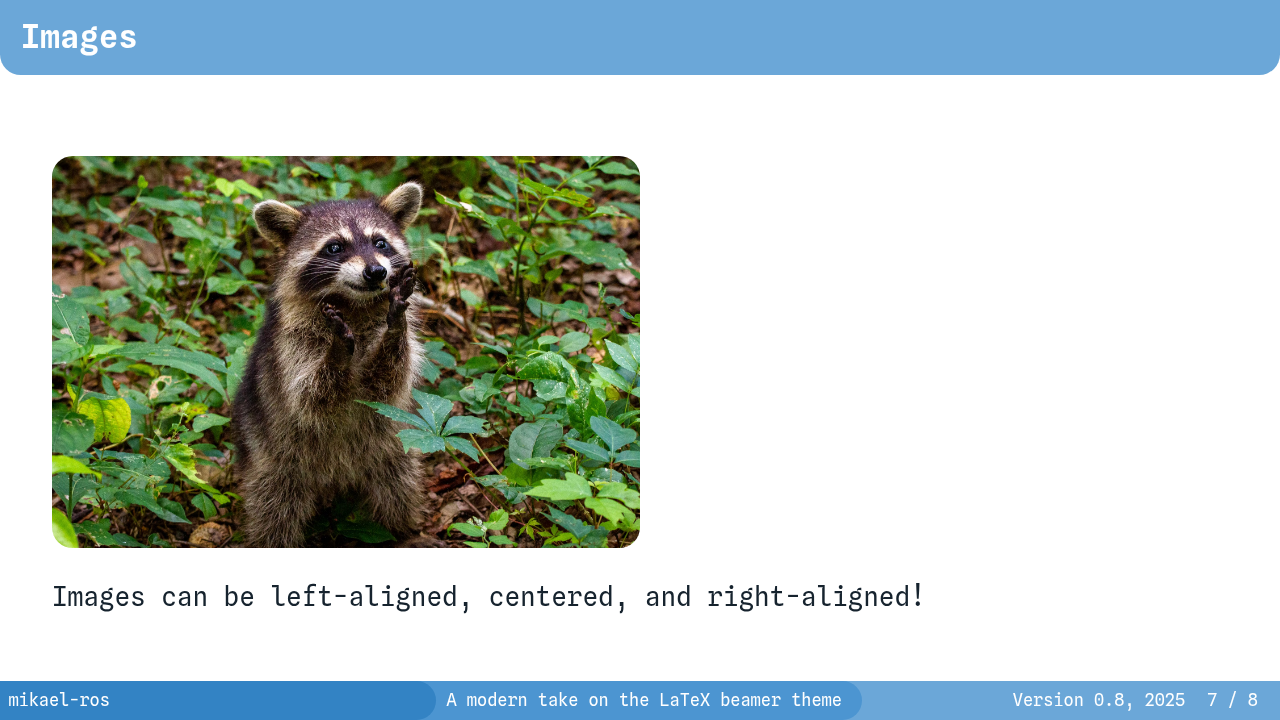 Images
Images can be left-aligned, centered, and right-aligned!
mikael-ros
A modern take on the LaTeX beamer theme
Version 0.8, 2025 7 / 8